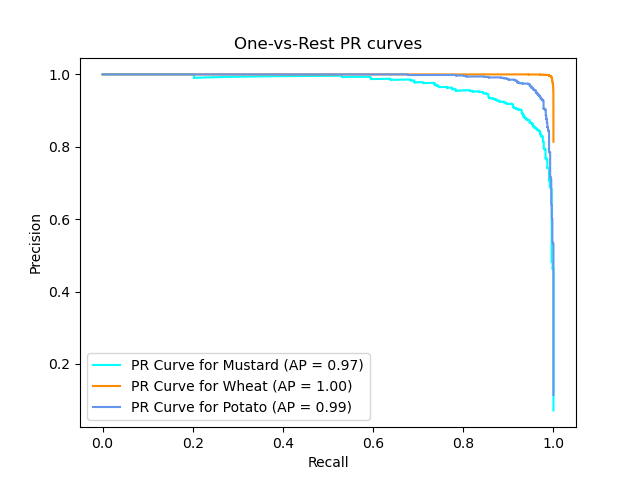 One-vs-Rest PR curves
1.0
0.8
0.6
0.4
0.2
Precision
PR Curve for Mustard (AP = 0.97)
PR Curve for Wheat (AP = 1.00)
PR Curve for Potato (AP = 0.99)
0.0 0.2 0.4 0.6 0.8 1.0
Recall